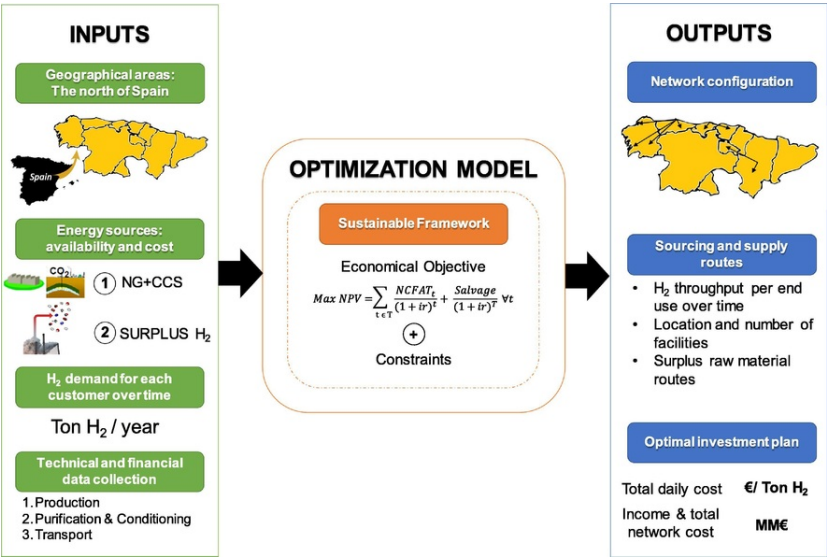 INPUTS
Geographical areas:
The north of Spain
Spain
Energy sources:
availability and cost
CO2
1 NG+CCS
2 SURPLUS H2
H2 demand for each
customer over time
Ton H2 / year
Technical and financial
data collection
1. Production
2. Purification & Conditioning
3. Transport
OPTIMIZATION MODEL
Sustainable Framework
Economical Objective
Max NPV = ∑t∈T NCFATt/(1 + ir)^t + Salvage/(1 + ir)^T ∀t
+
Constraints
OUTPUTS
Network configuration
Sourcing and supply
routes
• H2 throughput per end
use over time
• Location and number of
facilities
• Surplus raw material
routes
Optimal investment plan
Total daily cost €/ Ton H2
Income & total
network cost MM€